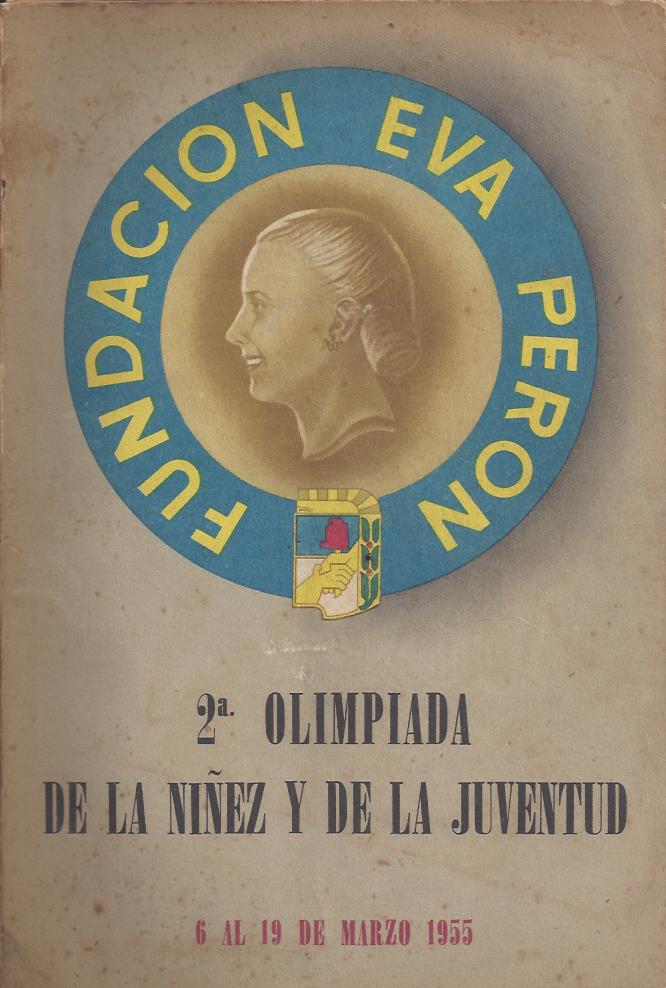 FUNDACION EVA PERON
2ª. OLIMPIADA
DE LA NIÑEZ Y DE LA JUVENTUD
6 AL 19 DE MARZO 1955